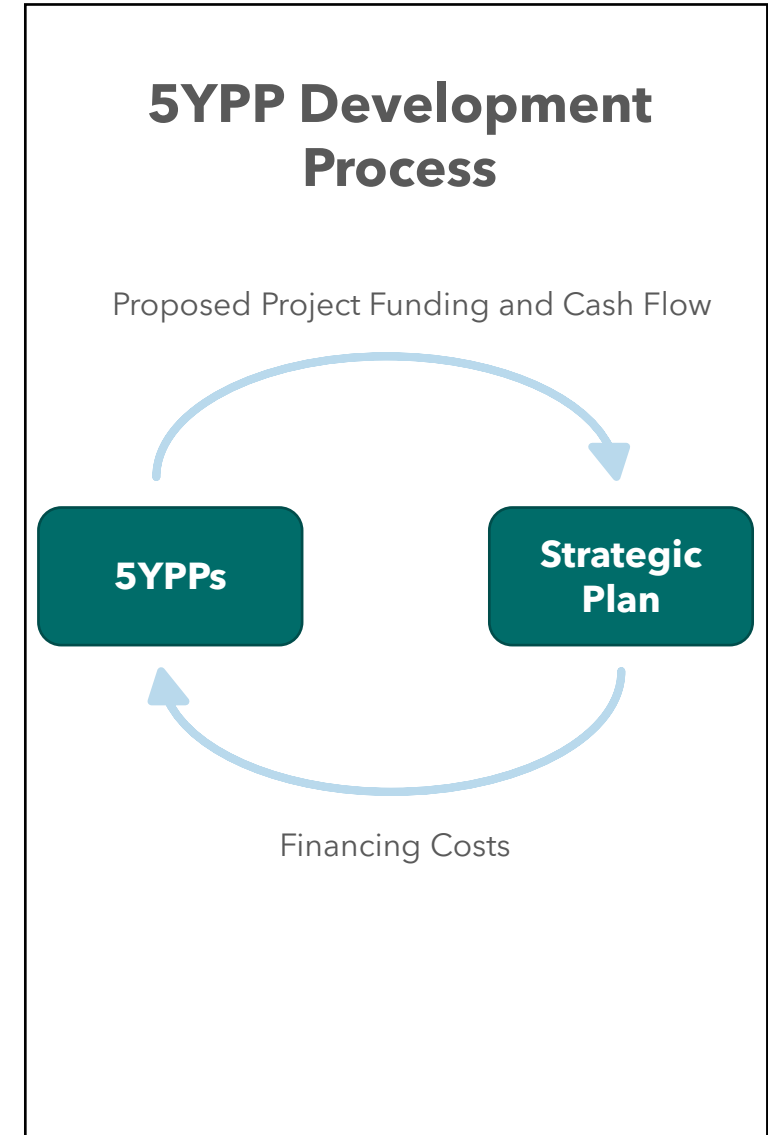 5YPP Development
Process
Proposed Project Funding and Cash Flow
5YPPs
Strategic
Plan
Financing Costs